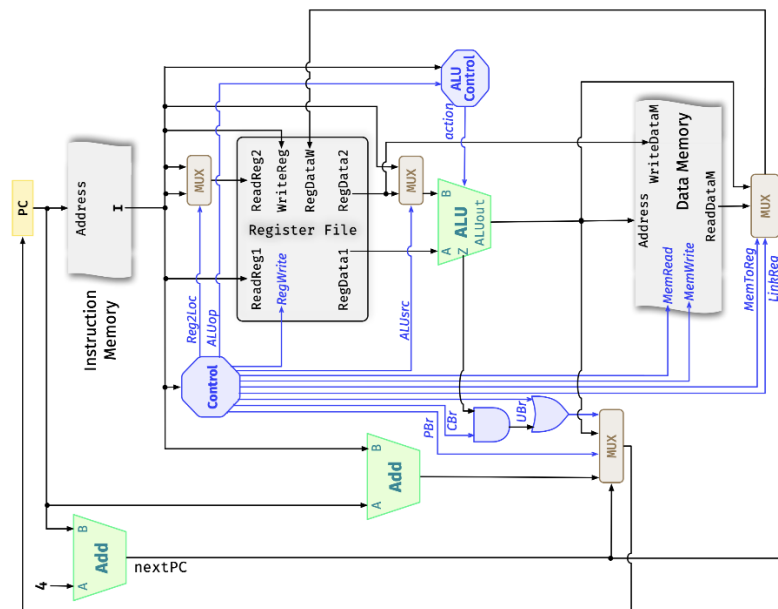 PC
Address
I
Instruction
Memory
MUX
ReadReg2
WriteReg
RegDataW
RegData2
Register File
ReadReg1
RegWrite
RegData1
Reg2Loc
ALUop
Control
ALUsrc
MUX
ALU
Control
action
B
A
Z
ALU
ALUout
WriteDataM
Address
Data Memory
ReadDataM
MemRead
MemWrite
MUX
MemToReg
LinkReg
PBr
CBr
UBr
MUX
B
A
Add
B
A
Add
4
nextPC